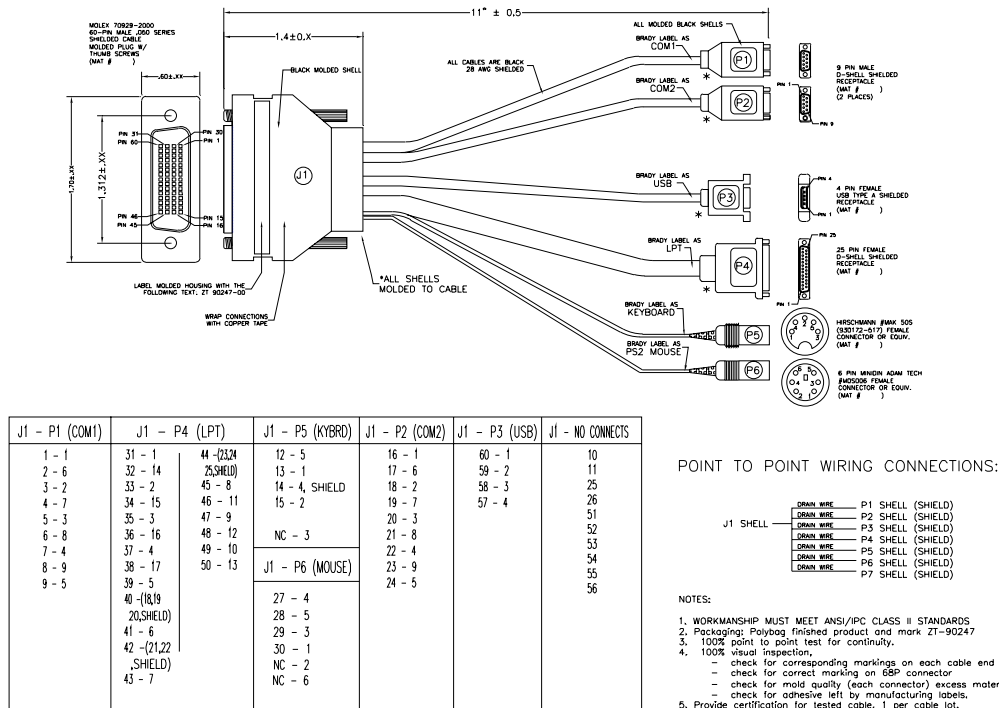 11" ± 0,5
1.4±0.X
MOLEX 70929-2000
60-PIN MALE .050 SERIES
SHIELDED CABLE
MOLDED PLUG W/
THUMB SCREWS
(MAT # )
.60±.XX
1.70±.XX
1.312±.XX
PIN 31
PIN 60
PIN 30
PIN 1
PIN 46
PIN 45
PIN 15
PIN 16
BLACK MOLDED SHELL
J1
LABEL MOLDED HOUSING WITH THE
FOLLOWING TEXT: ZT 90247-00
WRAP CONNECTIONS
WITH COPPER TAPE
*ALL SHELLS
MOLDED TO CABLE
ALL CABLES ARE BLACK
28 AWG SHIELDED
ALL MOLDED BLACK SHELLS
BRADY LABEL AS
COM1
P1
*
BRADY LABEL AS
COM2
P2
*
PIN 1
PIN 9
9 PIN MALE
D-SHELL SHIELDED
RECEPTACLE
(MAT # )
(2 PLACES)
BRADY LABEL AS
USB
P3
*
PIN 4
PIN 1
4 PIN FEMALE
USB TYPE A SHIELDED
RECEPTACLE
(MAT # )
BRADY LABEL AS
LPT
P4
*
PIN 25
PIN 1
25 PIN FEMALE
D-SHELL SHIELDED
RECEPTACLE
(MAT # )
BRADY LABEL AS
KEYBOARD
P5
HIRSCHMANN #MAK 50S
(930172-517) FEMALE
CONNECTOR OR EQUIV.
(MAT # )
BRADY LABEL AS
PS2 MOUSE
P6
6 PIN MINIDIN ADAM TECH
#MDS006 FEMALE
CONNECTOR OR EQUIV.
(MAT # )
J1 - P1 (COM1)
1 - 1
2 - 6
3 - 2
4 - 7
5 - 3
6 - 8
7 - 4
8 - 9
9 - 5
J1 - P4 (LPT)
31 - 1
32 - 14
33 - 2
34 - 15
35 - 3
36 - 16
37 - 4
38 - 17
39 - 5
40 -(18,19
20,SHIELD)
41 - 6
42 -(21,22
,SHIELD)
43 - 7
44 -(23,24
25,SHIELD)
45 - 8
46 - 11
47 - 9
48 - 12
49 - 10
50 - 13
J1 - P5 (KYBRD)
12 - 5
13 - 1
14 - 4, SHIELD
15 - 2
NC - 3
J1 - P6 (MOUSE)
27 - 4
28 - 5
29 - 3
30 - 1
NC - 2
NC - 6
J1 - P2 (COM2)
16 - 1
17 - 6
18 - 2
19 - 7
20 - 3
21 - 8
22 - 4
23 - 9
24 - 5
J1 - P3 (USB)
60 - 1
59 - 2
58 - 3
57 - 4
J1 - NO CONNECTS
10
11
25
26
51
52
53
54
55
56
POINT TO POINT WIRING CONNECTIONS:
J1 SHELL
DRAIN WIRE P1 SHELL (SHIELD)
DRAIN WIRE P2 SHELL (SHIELD)
DRAIN WIRE P3 SHELL (SHIELD)
DRAIN WIRE P4 SHELL (SHIELD)
DRAIN WIRE P5 SHELL (SHIELD)
DRAIN WIRE P6 SHELL (SHIELD)
DRAIN WIRE P7 SHELL (SHIELD)
NOTES:
1. WORKMANSHIP MUST MEET ANSI/IPC CLASS II STANDARDS
2. Packaging: Polybag finished product and mark ZT-90247
3. 100% point to point test for continuity.
4. 100% visual inspection,
- check for corresponding markings on each cable end
- check for correct marking on 68P connector
- check for mold quality (each connector) excess mater
- check for adhesive left by manufacturing labels.
5. Provide certification for tested cable, 1 per cable lot.